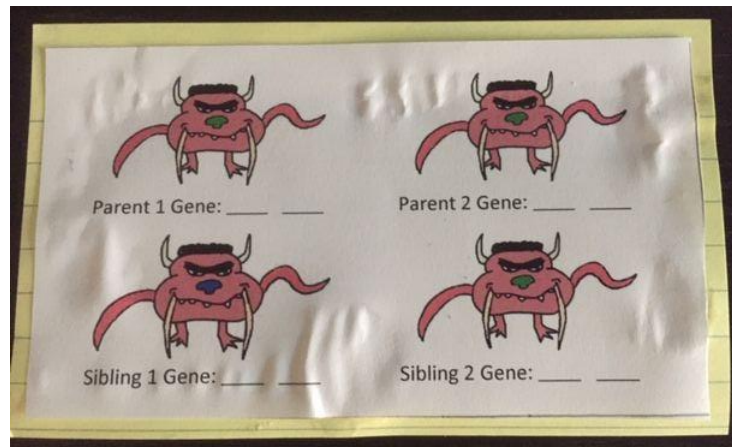 Parent 1 Gene: ____ ____
Parent 2 Gene: ____ ____
Sibling 1 Gene: ____ ____
Sibling 2 Gene: ____ ____